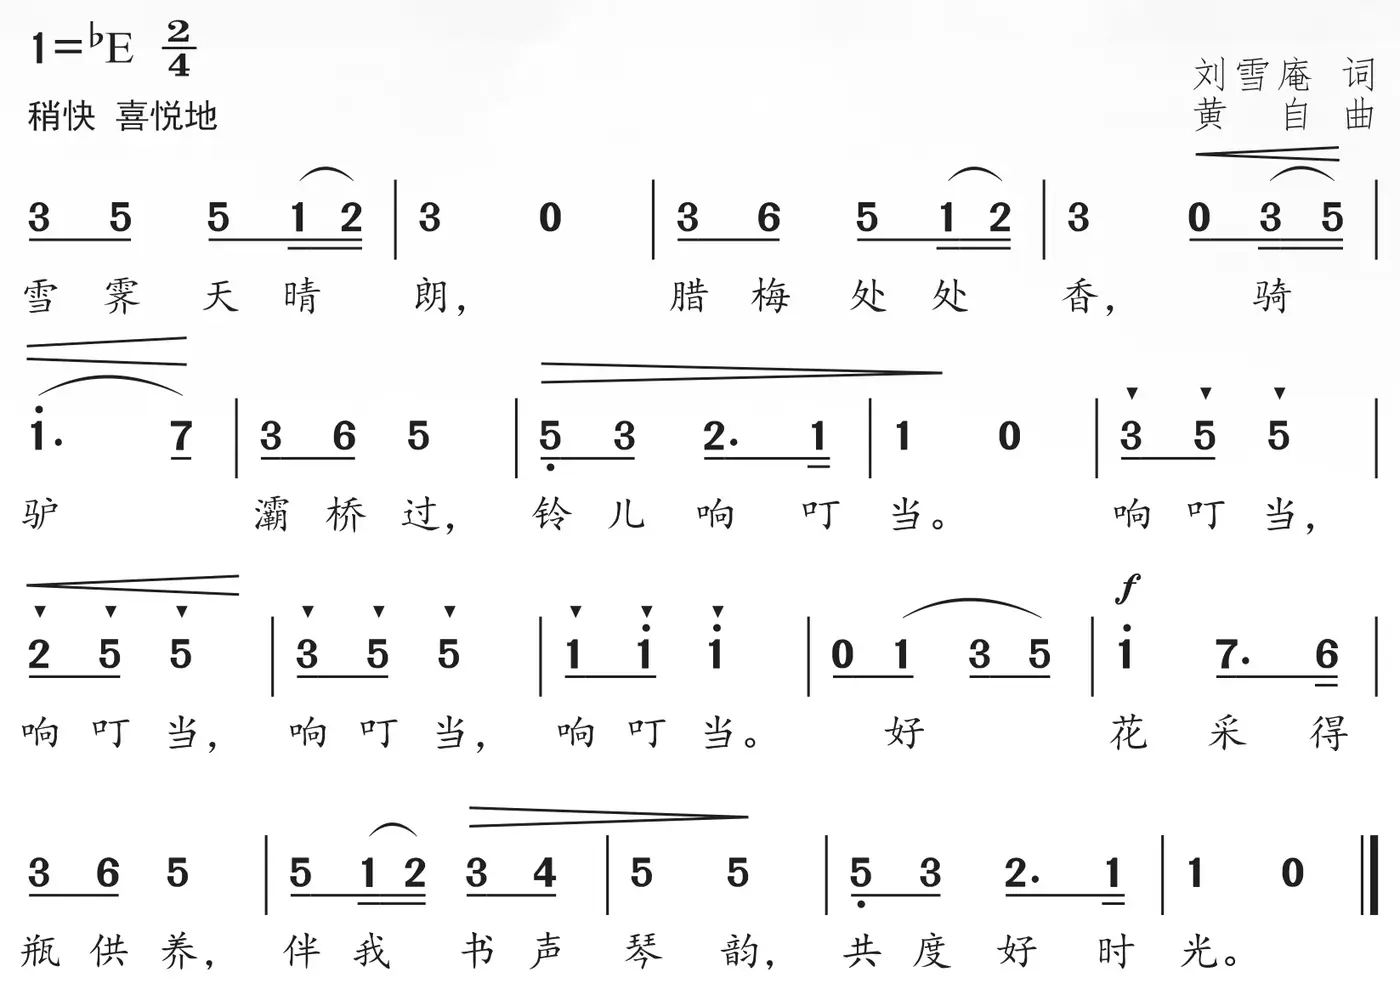 1=♭E 2/4
刘雪庵 词
稍快 喜悦地
黄 自 曲
3 5 5 1 2 | 3 0 | 3 6 5 1 2 | 3 0 3 5 |
雪霁天晴朗， 腊梅处处香， 骑
i. 7 | 3 6 5 | 5 3 2. 1 | 1 0 | 3 5 5 |
驴 灞桥过， 铃儿响叮当。 响叮当，
f
2 5 5 | 3 5 5 | 1 i i | 0 1 3 5 | i 7. 6 |
响叮当， 响叮当， 响叮当。 好 花采得
3 6 5 | 5 1 2 3 4 | 5 5 | 5 3 2. 1 | 1 0 ‖
瓶供养， 伴我书声琴韵， 共度好时光。